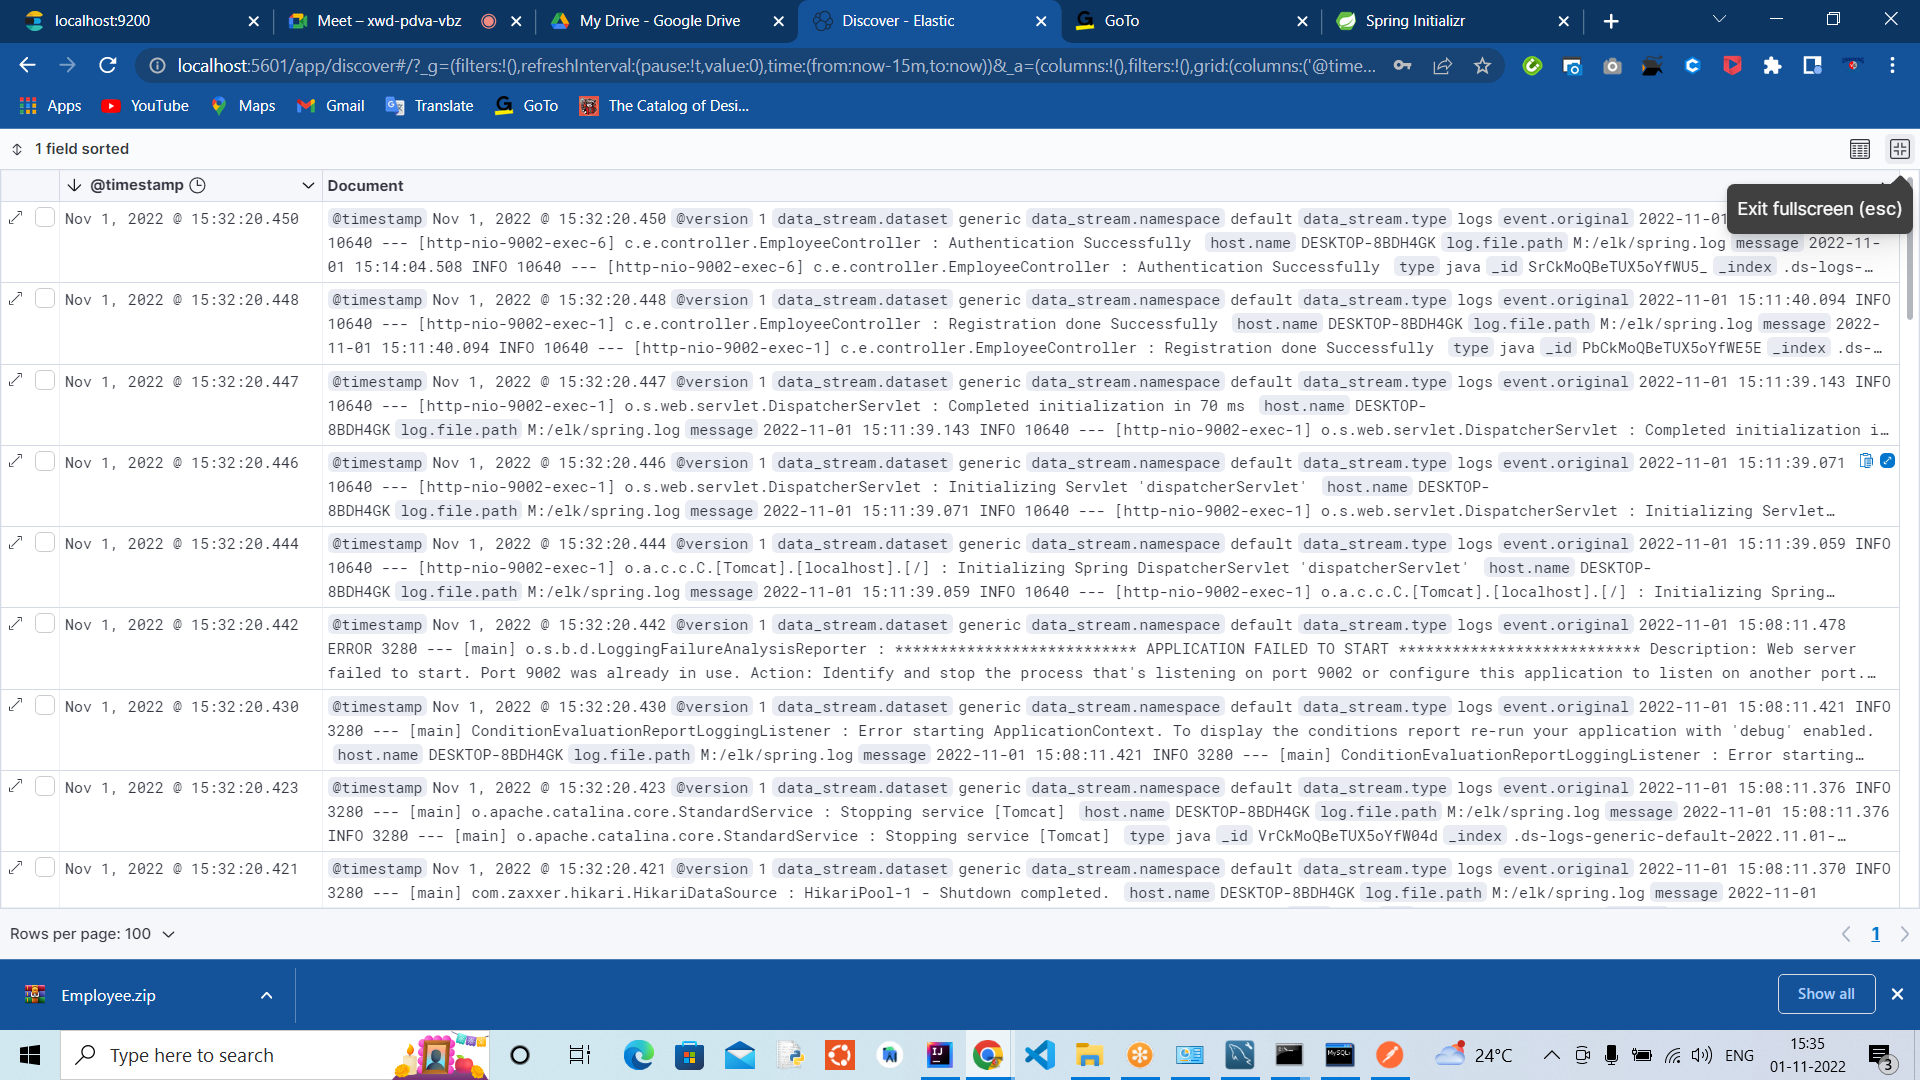 localhost:9200
Meet – xwd-pdva-vbz
My Drive - Google Drive
Discover - Elastic
GoTo
Spring Initializr
localhost:5601/app/discover#/?_g=(filters:!(),refreshInterval:(pause:!t,value:0),time:(from:now-15m,to:now))&_a=(columns:!(),filters:!(),grid:(columns:('@time...
Apps YouTube Maps Gmail Translate GoTo The Catalog of Desi...
1 field sorted
@timestamp Document
Exit fullscreen (esc)
Nov 1, 2022 @ 15:32:20.450 @timestamp Nov 1, 2022 @ 15:32:20.450 @version 1 data_stream.dataset generic data_stream.namespace default data_stream.type logs event.original 2022-11-01
10640 --- [http-nio-9002-exec-6] c.e.controller.EmployeeController : Authentication Successfully host.name DESKTOP-8BDH4GK log.file.path M:/elk/spring.log message 2022-11-
01 15:14:04.508 INFO 10640 --- [http-nio-9002-exec-6] c.e.controller.EmployeeController : Authentication Successfully type java _id SrCkMoQBeTUX5oYfWU5_ _index .ds-logs-…
Nov 1, 2022 @ 15:32:20.448 @timestamp Nov 1, 2022 @ 15:32:20.448 @version 1 data_stream.dataset generic data_stream.namespace default data_stream.type logs event.original 2022-11-01 15:11:40.094 INFO
10640 --- [http-nio-9002-exec-1] c.e.controller.EmployeeController : Registration done Successfully host.name DESKTOP-8BDH4GK log.file.path M:/elk/spring.log message 2022-
11-01 15:11:40.094 INFO 10640 --- [http-nio-9002-exec-1] c.e.controller.EmployeeController : Registration done Successfully type java _id PbCkMoQBeTUX5oYfWE5E _index .ds-…
Nov 1, 2022 @ 15:32:20.447 @timestamp Nov 1, 2022 @ 15:32:20.447 @version 1 data_stream.dataset generic data_stream.namespace default data_stream.type logs event.original 2022-11-01 15:11:39.143 INFO
10640 --- [http-nio-9002-exec-1] o.s.web.servlet.DispatcherServlet : Completed initialization in 70 ms host.name DESKTOP-
8BDH4GK log.file.path M:/elk/spring.log message 2022-11-01 15:11:39.143 INFO 10640 --- [http-nio-9002-exec-1] o.s.web.servlet.DispatcherServlet : Completed initialization i…
Nov 1, 2022 @ 15:32:20.446 @timestamp Nov 1, 2022 @ 15:32:20.446 @version 1 data_stream.dataset generic data_stream.namespace default data_stream.type logs event.original 2022-11-01 15:11:39.071
10640 --- [http-nio-9002-exec-1] o.s.web.servlet.DispatcherServlet : Initializing Servlet 'dispatcherServlet' host.name DESKTOP-
8BDH4GK log.file.path M:/elk/spring.log message 2022-11-01 15:11:39.071 INFO 10640 --- [http-nio-9002-exec-1] o.s.web.servlet.DispatcherServlet : Initializing Servlet…
Nov 1, 2022 @ 15:32:20.444 @timestamp Nov 1, 2022 @ 15:32:20.444 @version 1 data_stream.dataset generic data_stream.namespace default data_stream.type logs event.original 2022-11-01 15:11:39.059 INFO
10640 --- [http-nio-9002-exec-1] o.a.c.c.C.[Tomcat].[localhost].[/] : Initializing Spring DispatcherServlet 'dispatcherServlet' host.name DESKTOP-
8BDH4GK log.file.path M:/elk/spring.log message 2022-11-01 15:11:39.059 INFO 10640 --- [http-nio-9002-exec-1] o.a.c.c.C.[Tomcat].[localhost].[/] : Initializing Spring…
Nov 1, 2022 @ 15:32:20.442 @timestamp Nov 1, 2022 @ 15:32:20.442 @version 1 data_stream.dataset generic data_stream.namespace default data_stream.type logs event.original 2022-11-01 15:08:11.478
ERROR 3280 --- [main] o.s.b.d.LoggingFailureAnalysisReporter : *************************** APPLICATION FAILED TO START *************************** Description: Web server
failed to start. Port 9002 was already in use. Action: Identify and stop the process that's listening on port 9002 or configure this application to listen on another port.…
Nov 1, 2022 @ 15:32:20.430 @timestamp Nov 1, 2022 @ 15:32:20.430 @version 1 data_stream.dataset generic data_stream.namespace default data_stream.type logs event.original 2022-11-01 15:08:11.421 INFO
3280 --- [main] ConditionEvaluationReportLoggingListener : Error starting ApplicationContext. To display the conditions report re-run your application with 'debug' enabled.
host.name DESKTOP-8BDH4GK log.file.path M:/elk/spring.log message 2022-11-01 15:08:11.421 INFO 3280 --- [main] ConditionEvaluationReportLoggingListener : Error starting…
Nov 1, 2022 @ 15:32:20.423 @timestamp Nov 1, 2022 @ 15:32:20.423 @version 1 data_stream.dataset generic data_stream.namespace default data_stream.type logs event.original 2022-11-01 15:08:11.376 INFO
3280 --- [main] o.apache.catalina.core.StandardService : Stopping service [Tomcat] host.name DESKTOP-8BDH4GK log.file.path M:/elk/spring.log message 2022-11-01 15:08:11.376
INFO 3280 --- [main] o.apache.catalina.core.StandardService : Stopping service [Tomcat] type java _id VrCkMoQBeTUX5oYfW04d _index .ds-logs-generic-default-2022.11.01-…
Nov 1, 2022 @ 15:32:20.421 @timestamp Nov 1, 2022 @ 15:32:20.421 @version 1 data_stream.dataset generic data_stream.namespace default data_stream.type logs event.original 2022-11-01 15:08:11.370 INFO
3280 --- [main] com.zaxxer.hikari.HikariDataSource : HikariPool-1 - Shutdown completed. host.name DESKTOP-8BDH4GK log.file.path M:/elk/spring.log message 2022-11-01
Rows per page: 100 1
Employee.zip Show all
Type here to search
24°C ENG 15:35
01-11-2022 3